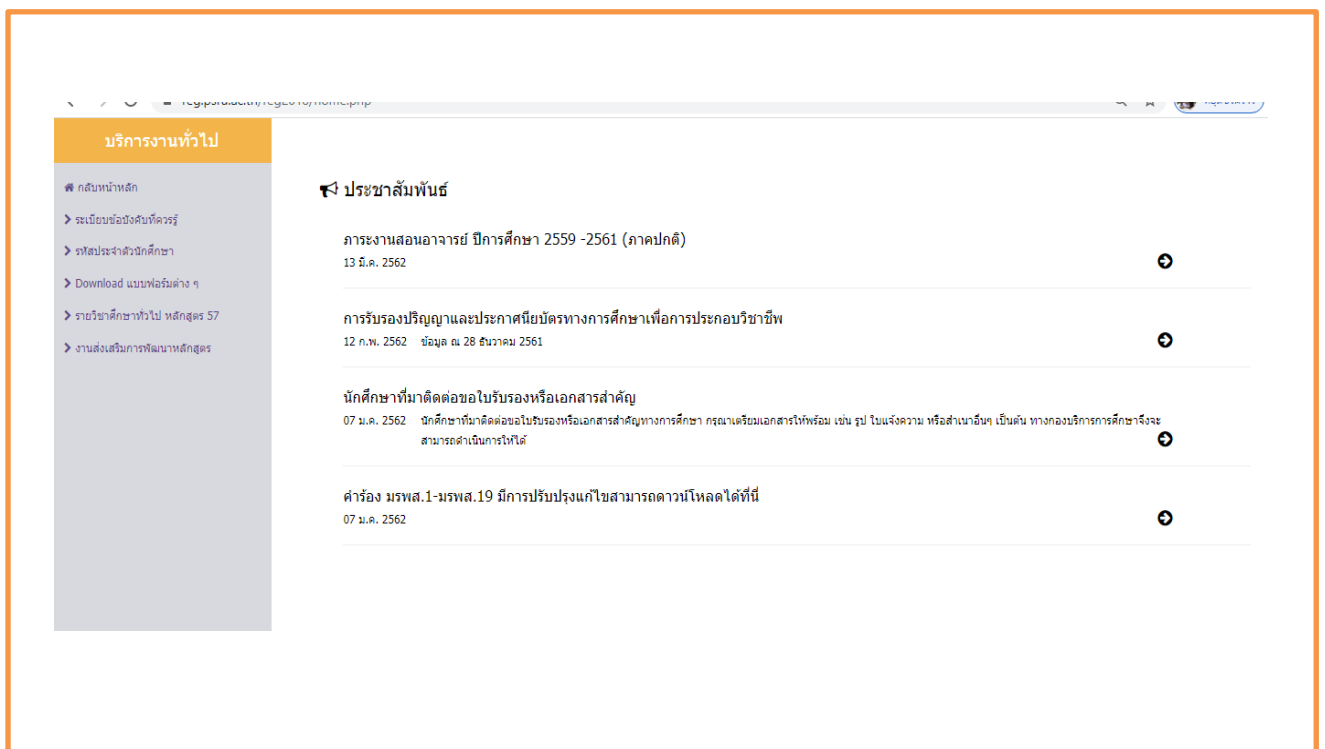 บริการงานทั่วไป
กลับหน้าหลัก
ระเบียบข้อบังคับที่ควรรู้
รหัสประจำตัวนักศึกษา
Download แบบฟอร์มต่าง ๆ
รายวิชาศึกษาทั่วไป หลักสูตร 57
งานส่งเสริมการพัฒนาหลักสูตร
ประชาสัมพันธ์
ภาระงานสอนอาจารย์ ปีการศึกษา 2559 -2561 (ภาคปกติ)
13 มี.ค. 2562
การรับรองปริญญาและประกาศนียบัตรทางการศึกษาเพื่อการประกอบวิชาชีพ
12 ก.พ. 2562 ข้อมูล ณ 28 ธันวาคม 2561
นักศึกษาที่มาติดต่อขอใบรับรองหรือเอกสารสำคัญ
07 ม.ค. 2562 นักศึกษาที่มาติดต่อขอใบรับรองหรือเอกสารสำคัญทางการศึกษา กรุณาเตรียมเอกสารให้พร้อม เช่น รูป ใบแจ้งความ หรือสำเนาอื่นๆ เป็นต้น ทางกองบริการการศึกษาจึงจะ
สามารถดำเนินการให้ได้
คำร้อง มรพส.1-มรพส.19 มีการปรับปรุงแก้ไขสามารถดาวน์โหลดได้ที่นี่
07 ม.ค. 2562